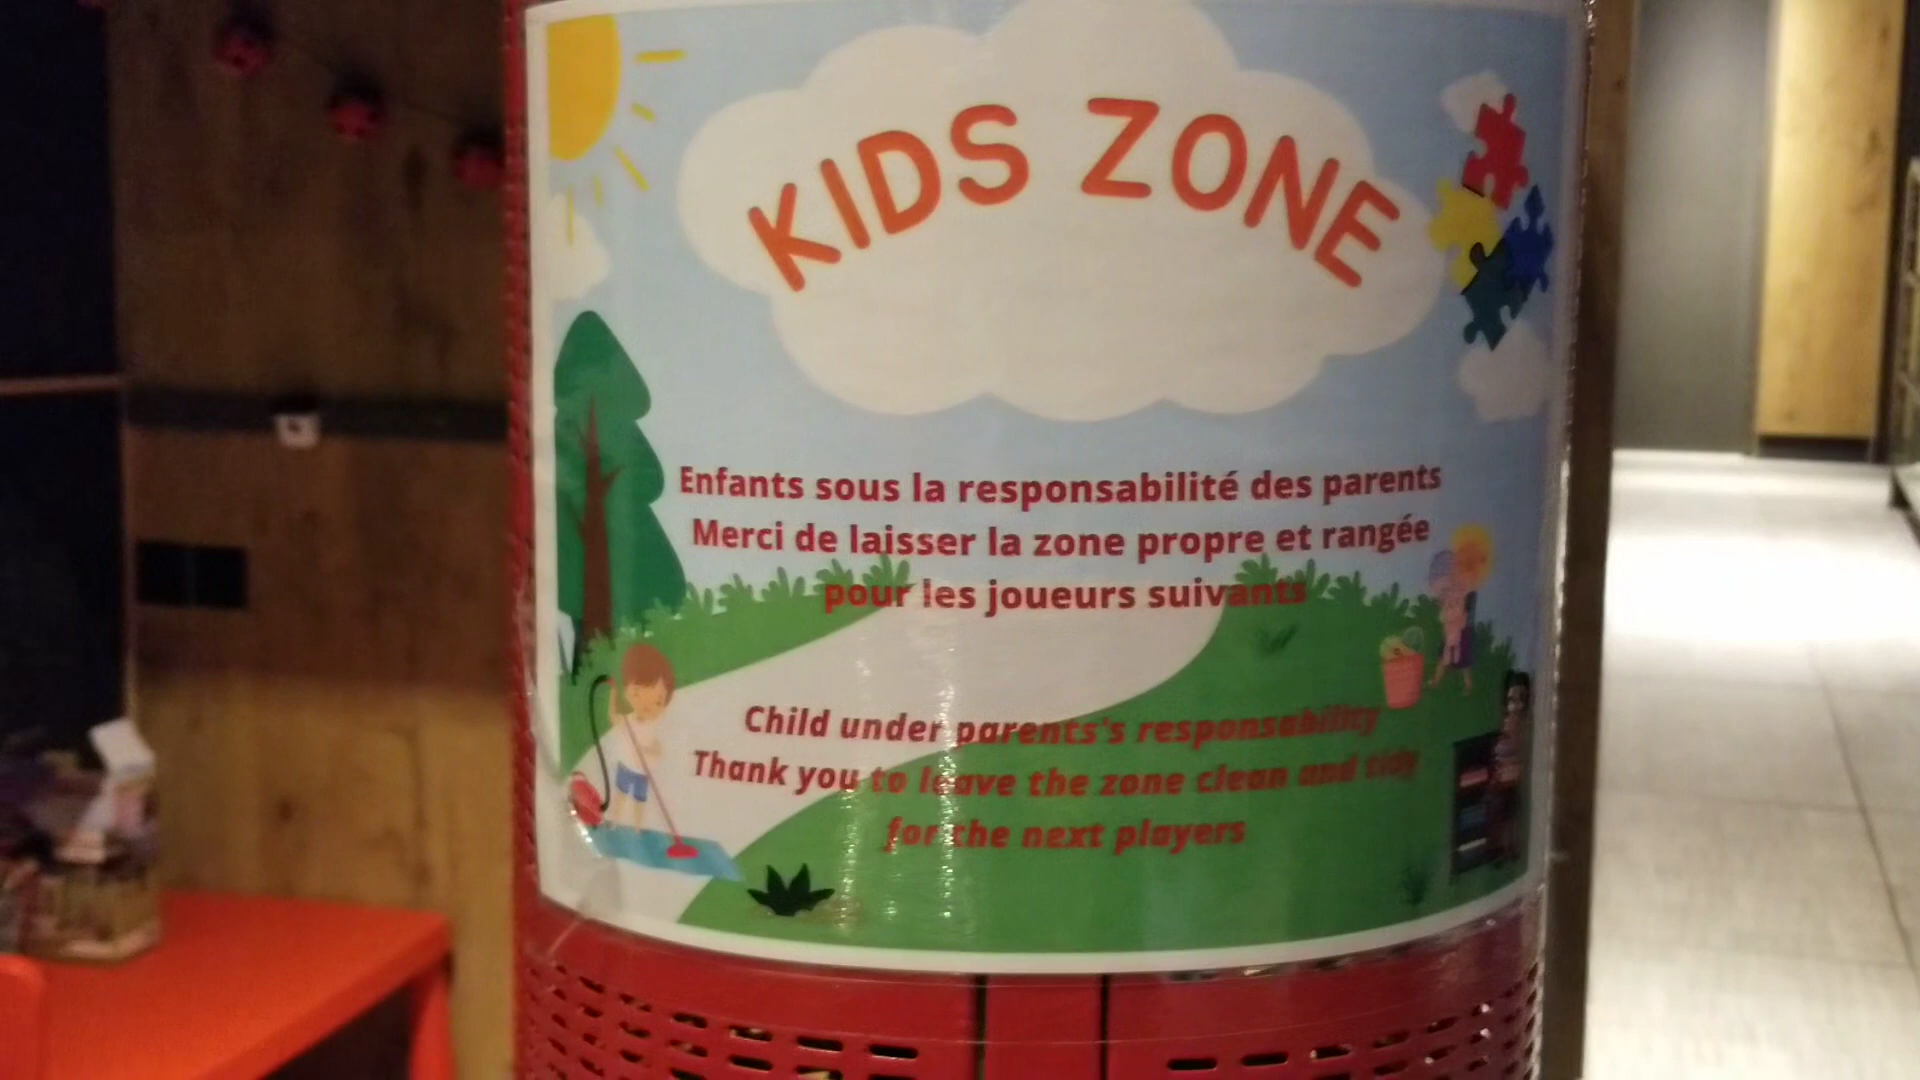 KIDS ZONE
Enfants sous la responsabilité des parents
Merci de laisser la zone propre et rangée
pour les joueurs suivants
Child under parents's responsability
Thank you to leave the zone clean and tidy
for the next players